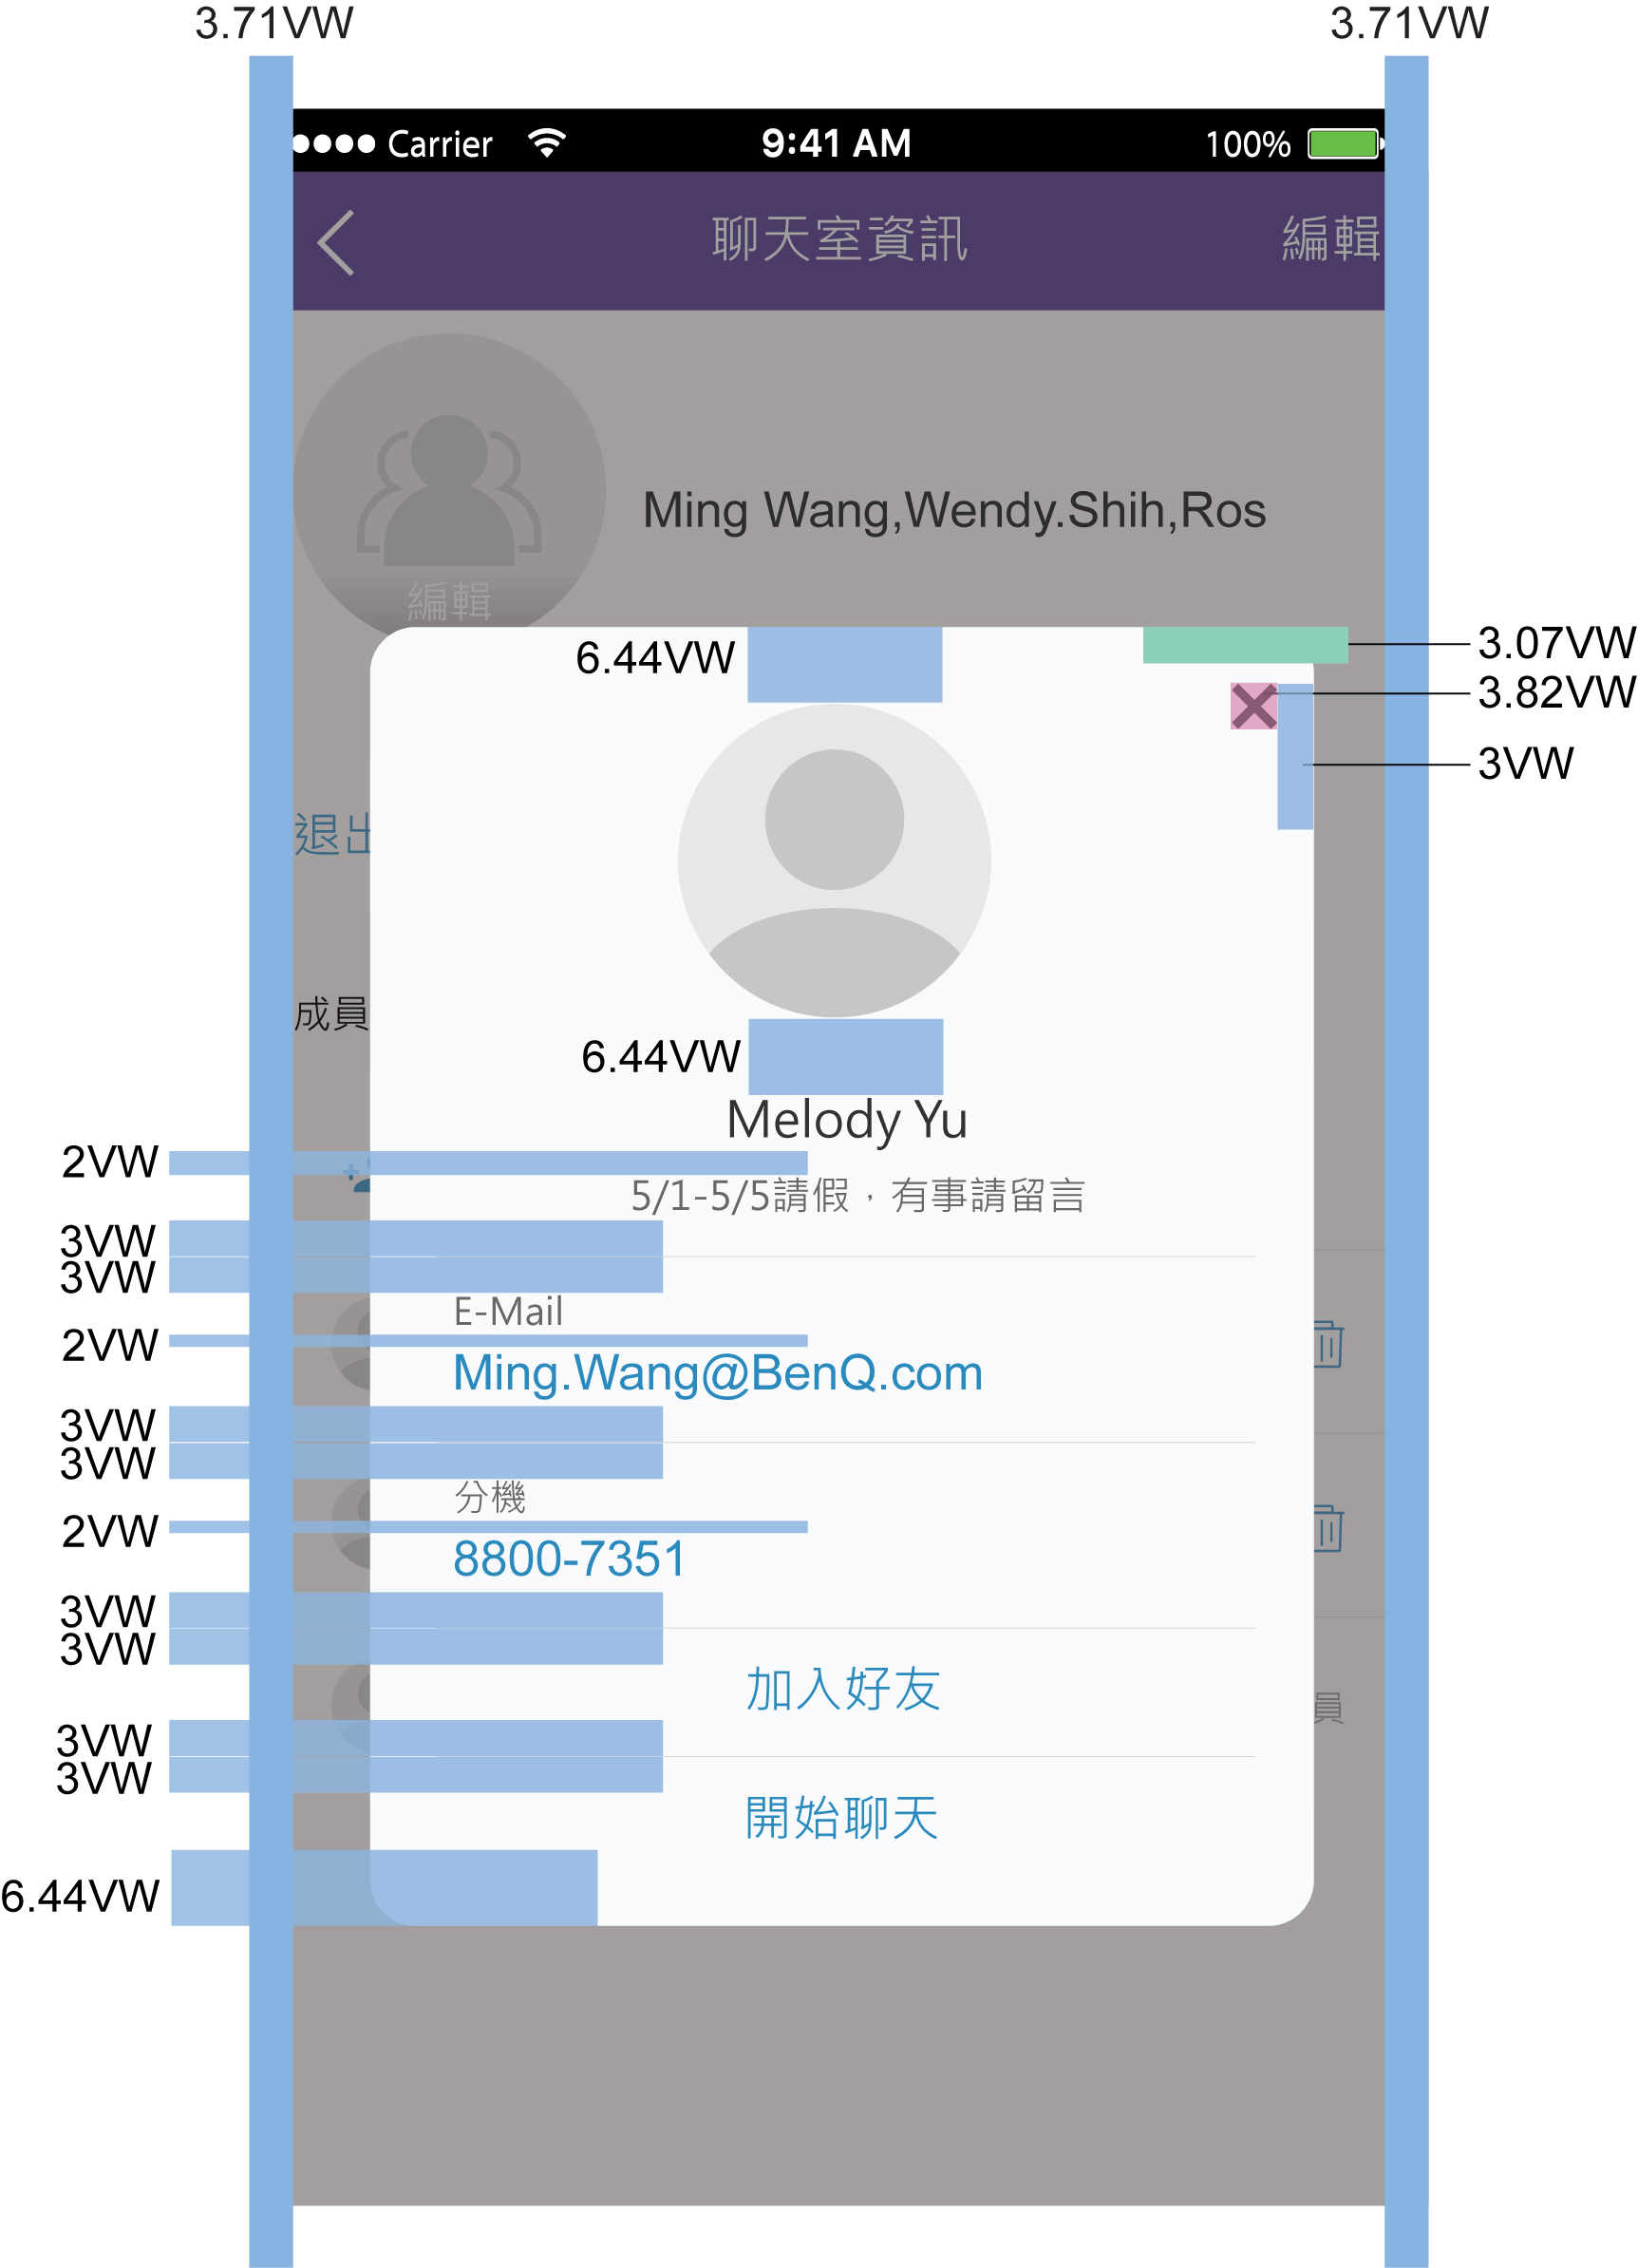 3.71VW 3.71VW
Carrier 9:41 AM 100%
聊天室資訊 編輯
Ming Wang,Wendy.Shih,Ros
編輯
6.44VW 3.07VW
3.82VW
3VW
退出
成員
6.44VW
Melody Yu
2VW
5/1-5/5請假，有事請留言
3VW
3VW
E-Mail
2VW
Ming.Wang@BenQ.com
3VW
3VW
分機
2VW
8800-7351
3VW
3VW
加入好友
員
3VW
3VW
開始聊天
6.44VW